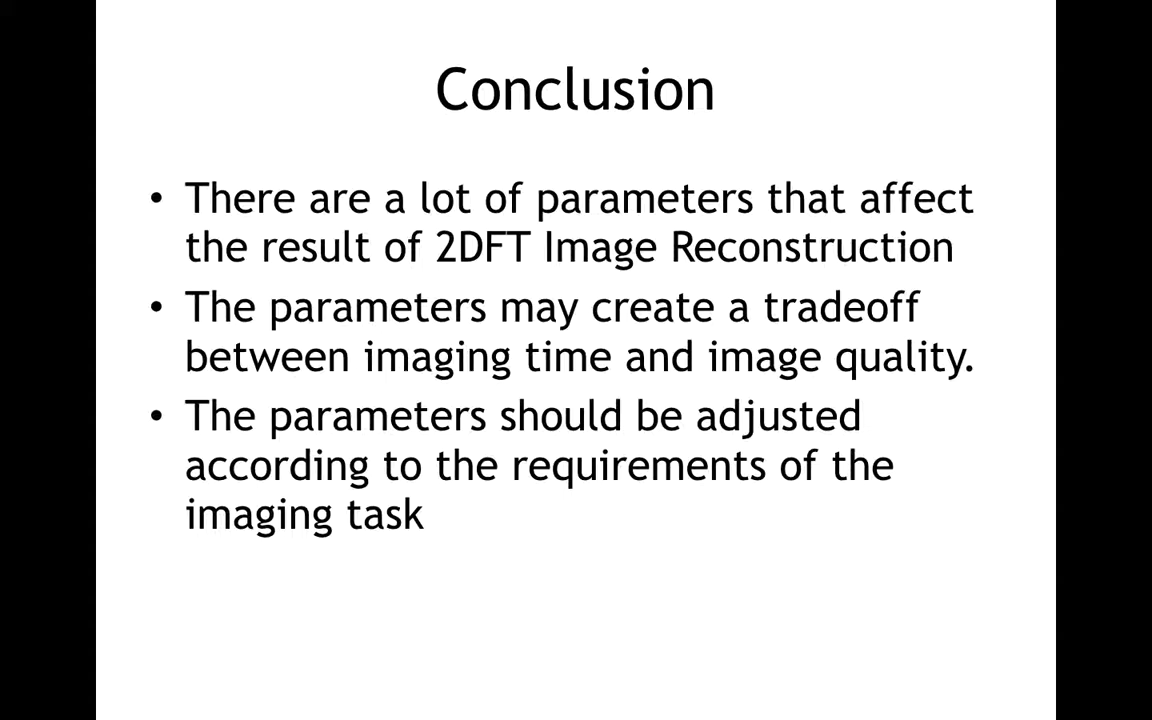 Conclusion
• There are a lot of parameters that affect
the result of 2DFT Image Reconstruction
• The parameters may create a tradeoff
between imaging time and image quality.
• The parameters should be adjusted
according to the requirements of the
imaging task